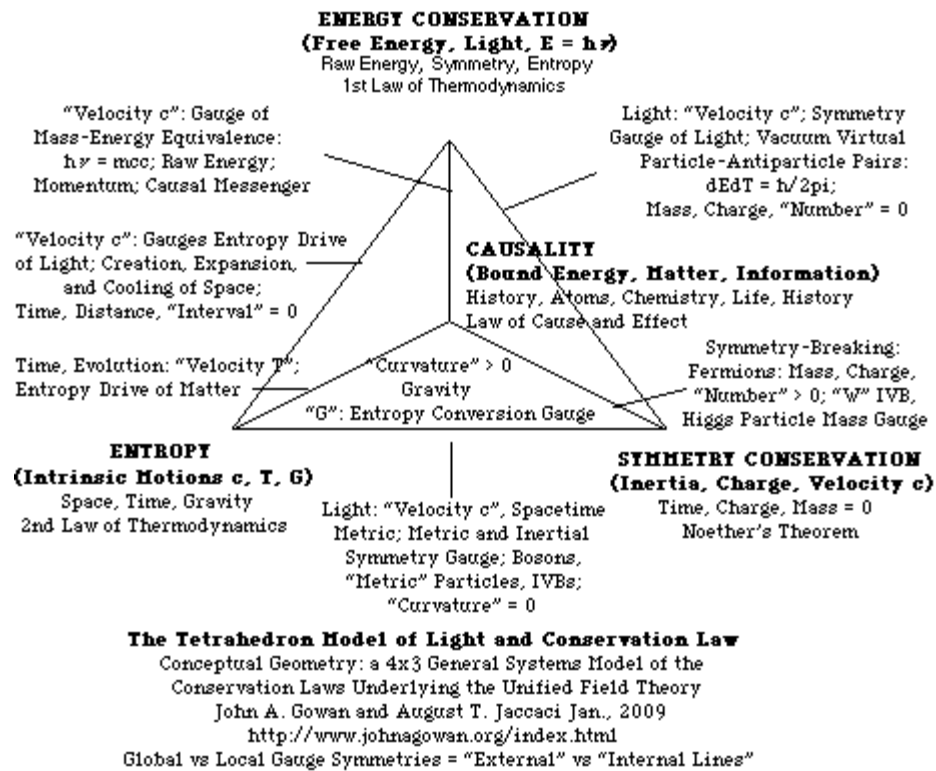 ENERGY CONSERVATION
(Free Energy, Light, E = hν)
Raw Energy, Symmetry, Entropy
1st Law of Thermodynamics
“Velocity c”: Gauge of
Mass-Energy Equivalence:
hν = mcc; Raw Energy;
Momentum; Causal Messenger
Light: “Velocity c”; Symmetry
Gauge of Light; Vacuum Virtual
Particle-Antiparticle Pairs:
dEdT = h/2pi;
Mass, Charge, “Number” = 0
“Velocity c”: Gauges Entropy Drive
of Light; Creation, Expansion,
and Cooling of Space;
Time, Distance, “Interval” = 0
CAUSALITY
(Bound Energy, Matter, Information)
History, Atoms, Chemistry, Life, History
Law of Cause and Effect
Time, Evolution: “Velocity T”;
Entropy Drive of Matter
“Curvature” > 0
Gravity
“G”: Entropy Conversion Gauge
Symmetry-Breaking:
Fermions: Mass, Charge,
“Number” > 0; “W” IVB,
Higgs Particle Mass Gauge
ENTROPY
(Intrinsic Motions c, T, G)
Space, Time, Gravity
2nd Law of Thermodynamics
Light: “Velocity c”, Spacetime
Metric; Metric and Inertial
Symmetry Gauge; Bosons,
“Metric” Particles, IVBs;
“Curvature” = 0
SYMMETRY CONSERVATION
(Inertia, Charge, Velocity c)
Time, Charge, Mass = 0
Noether's Theorem
The Tetrahedron Model of Light and Conservation Law
Conceptual Geometry: a 4x3 General Systems Model of the
Conservation Laws Underlying the Unified Field Theory
John A. Gowan and August T. Jaccaci Jan., 2009
http://www.johnagowan.org/index.html
Global vs Local Gauge Symmetries = “External” vs “Internal Lines”